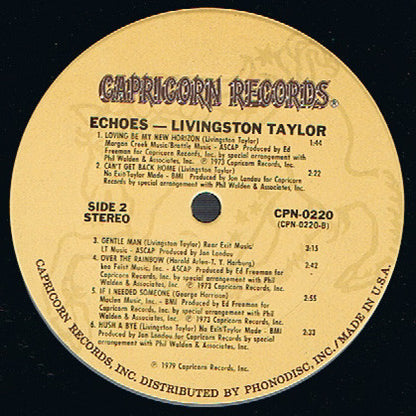 CAPRICORN RECORDS®
ECHOES — LIVINGSTON TAYLOR
1. LOVING BE MY NEW HORIZON (Livingston Taylor)
Morgan Creek Music/Brattle Music - ASCAP Produced by Ed 1:44
Freeman for Capricorn Records, Inc. by special arrangement with
Phil Walden & Associates, Inc. Ⓟ 1973 Capricorn Records, Inc.
2. CAN'T GET BACK HOME (Livingston Taylor) 2:22
No Exit/Taylor Made - BMI Produced by Jon Landau for Capricorn
Records, Inc. by special arrangement with Phil Walden & Associates, Inc.
SIDE 2
STEREO
CPN-0220
(CPN-0220-B)
3. GENTLE MAN (Livingston Taylor) Rear Exit Music/ 3:15
LT Music - ASCAP Produced by Jon Landau
4. OVER THE RAINBOW (Harold Arlen-T. Y. Harburg) 2:42
Leo Feist Music, Inc. - ASCAP Produced by Ed Freeman for
Capricorn Records, Inc. by special arrangement with Phil
Walden & Associates, Inc. Ⓟ 1973 Capricorn Records, Inc.
5. IF I NEEDED SOMEONE (George Harrison) 2:55
Maclen Music, Inc. - BMI Produced by Ed Freeman for
Capricorn Records, Inc. by special arrangement with Phil
Walden & Associates, Inc. Ⓟ 1973 Capricorn Records, Inc.
6. HUSH A BYE (Livingston Taylor) No Exit/Taylor Made - BMI 2:33
Produced by Jon Landau for Capricorn Records, Inc. by special
arrangement with Phil Walden & Associates, Inc.
Ⓟ 1979 Capricorn Records, Inc.
CAPRICORN RECORDS, INC. DISTRIBUTED BY PHONODISC, INC./MADE IN U.S.A.